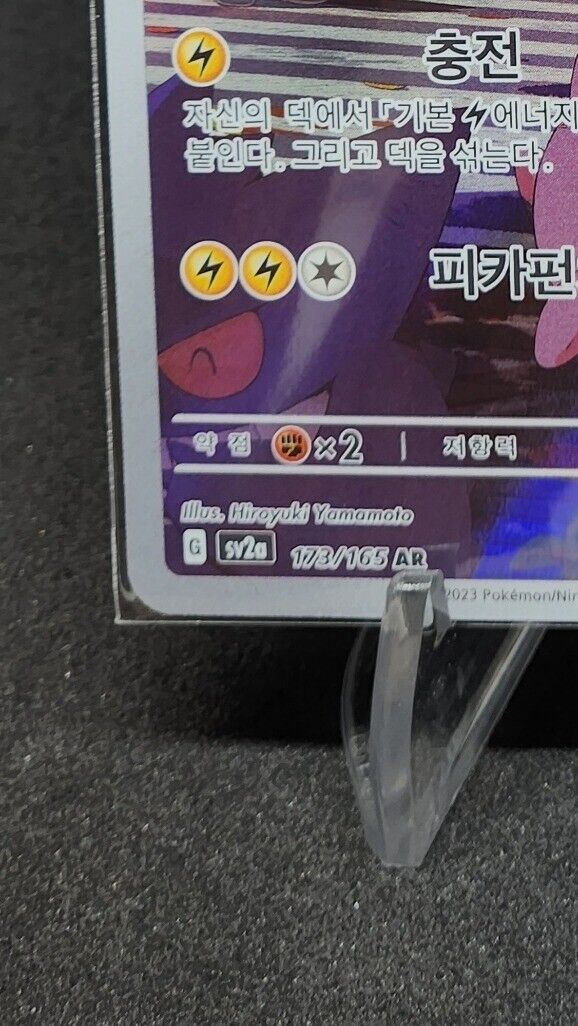 충전
자신의 덱에서 「기본 에너지
붙인다. 그리고 덱을 섞는다.
피카펀
약점 ×2 저항력
Illus. Hiroyuki Yamamoto
G sv2a 173/165 AR
2023 Pokémon/Nin